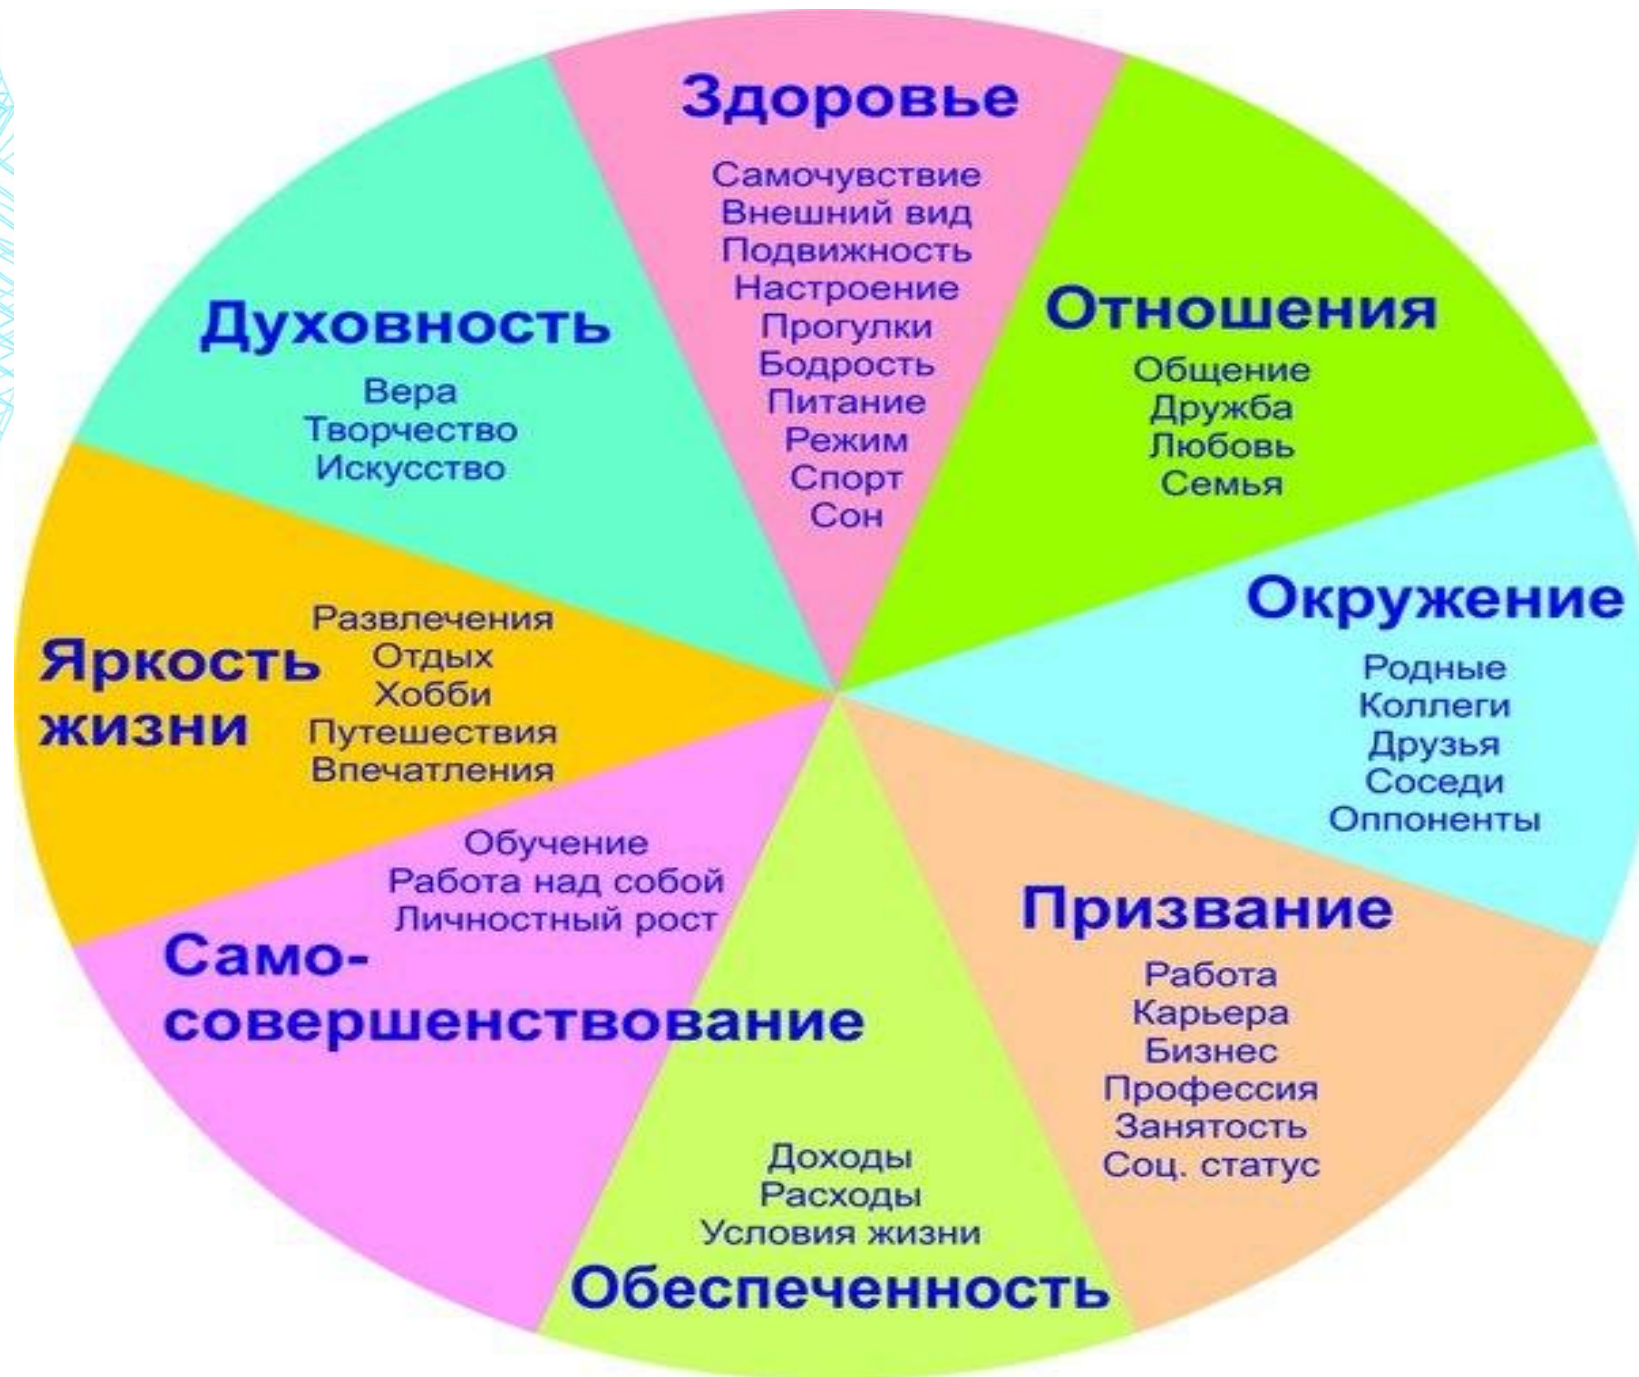 Здоровье
Самочувствие
Внешний вид
Подвижность
Настроение
Прогулки
Бодрость
Питание
Режим
Спорт
Сон
Отношения
Общение
Дружба
Любовь
Семья
Окружение
Родные
Коллеги
Друзья
Соседи
Оппоненты
Призвание
Работа
Карьера
Бизнес
Профессия
Занятость
Соц. статус
Доходы
Расходы
Условия жизни
Обеспеченность
Обучение
Работа над собой
Личностный рост
Само-
совершенствование
Яркость
жизни
Развлечения
Отдых
Хобби
Путешествия
Впечатления
Духовность
Вера
Творчество
Искусство